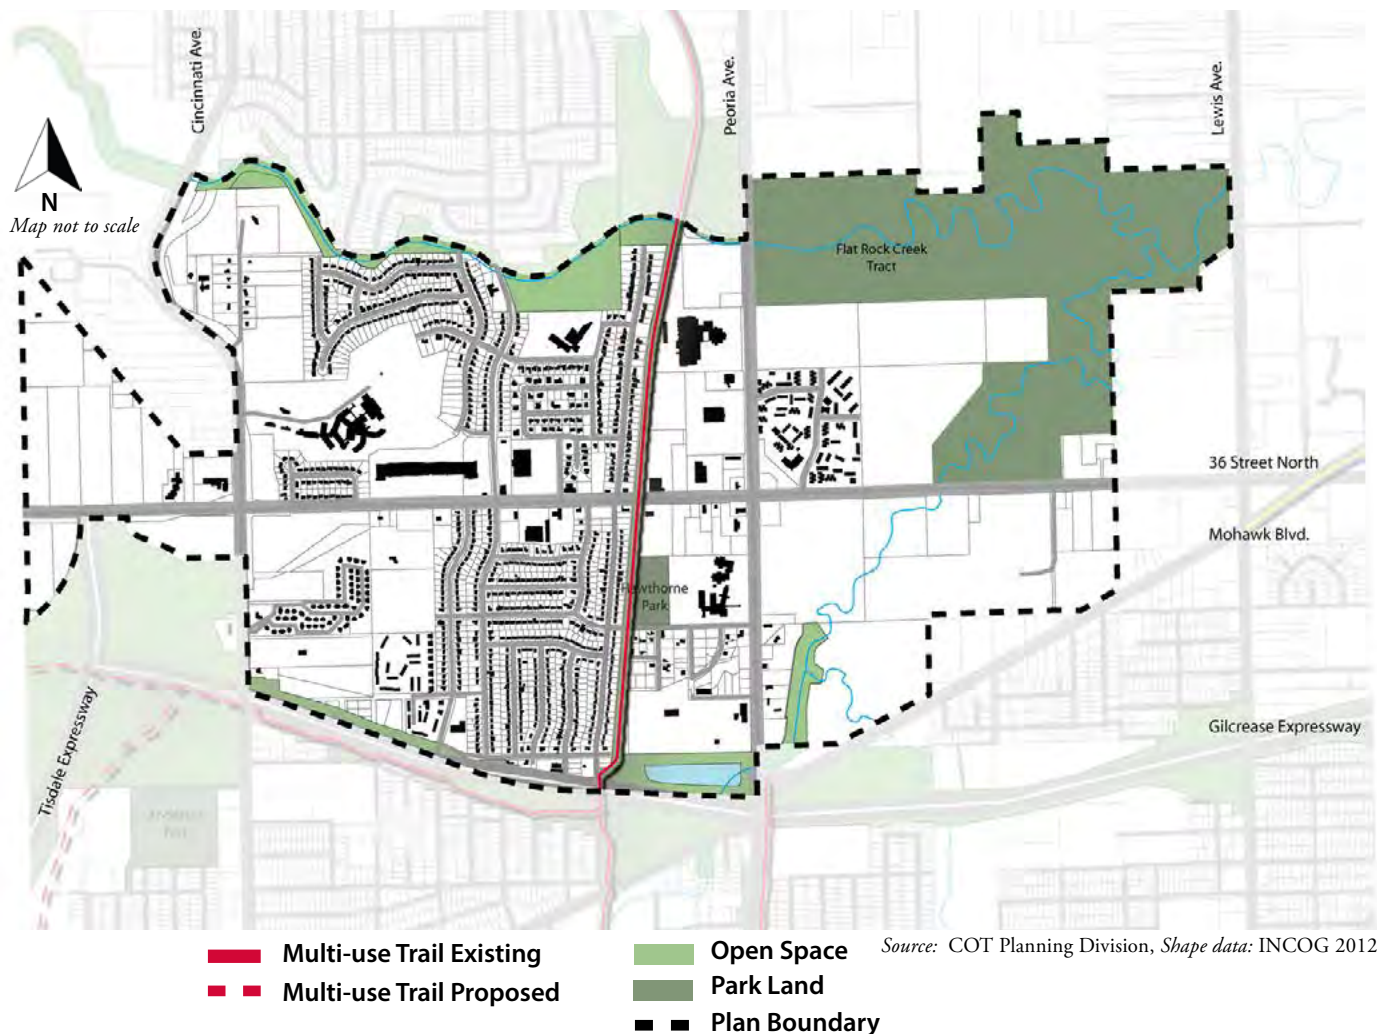 Cincinnati Ave.
Peoria Ave.
Lewis Ave.
N
Map not to scale
Flat Rock Creek
Tract
36 Street North
Mohawk Blvd.
Hawthorne
Park
Tisdale Expressway
Gilcrease Expressway
Multi-use Trail Existing
Multi-use Trail Proposed
Open Space
Park Land
Plan Boundary
Source: COT Planning Division, Shape data: INCOG 2012